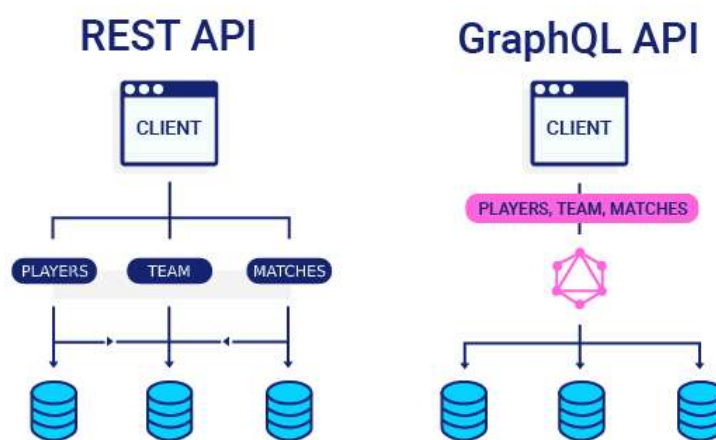 REST API
CLIENT
PLAYERS
TEAM
MATCHES
GraphQL API
CLIENT
PLAYERS, TEAM, MATCHES